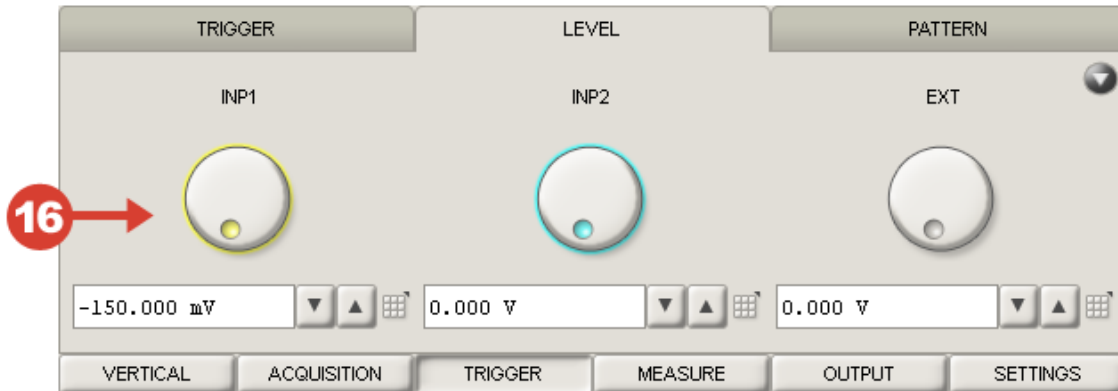 TRIGGER LEVEL PATTERN
INP1 INP2 EXT
16
-150.000 mV 0.000 V 0.000 V
VERTICAL ACQUISITION TRIGGER MEASURE OUTPUT SETTINGS